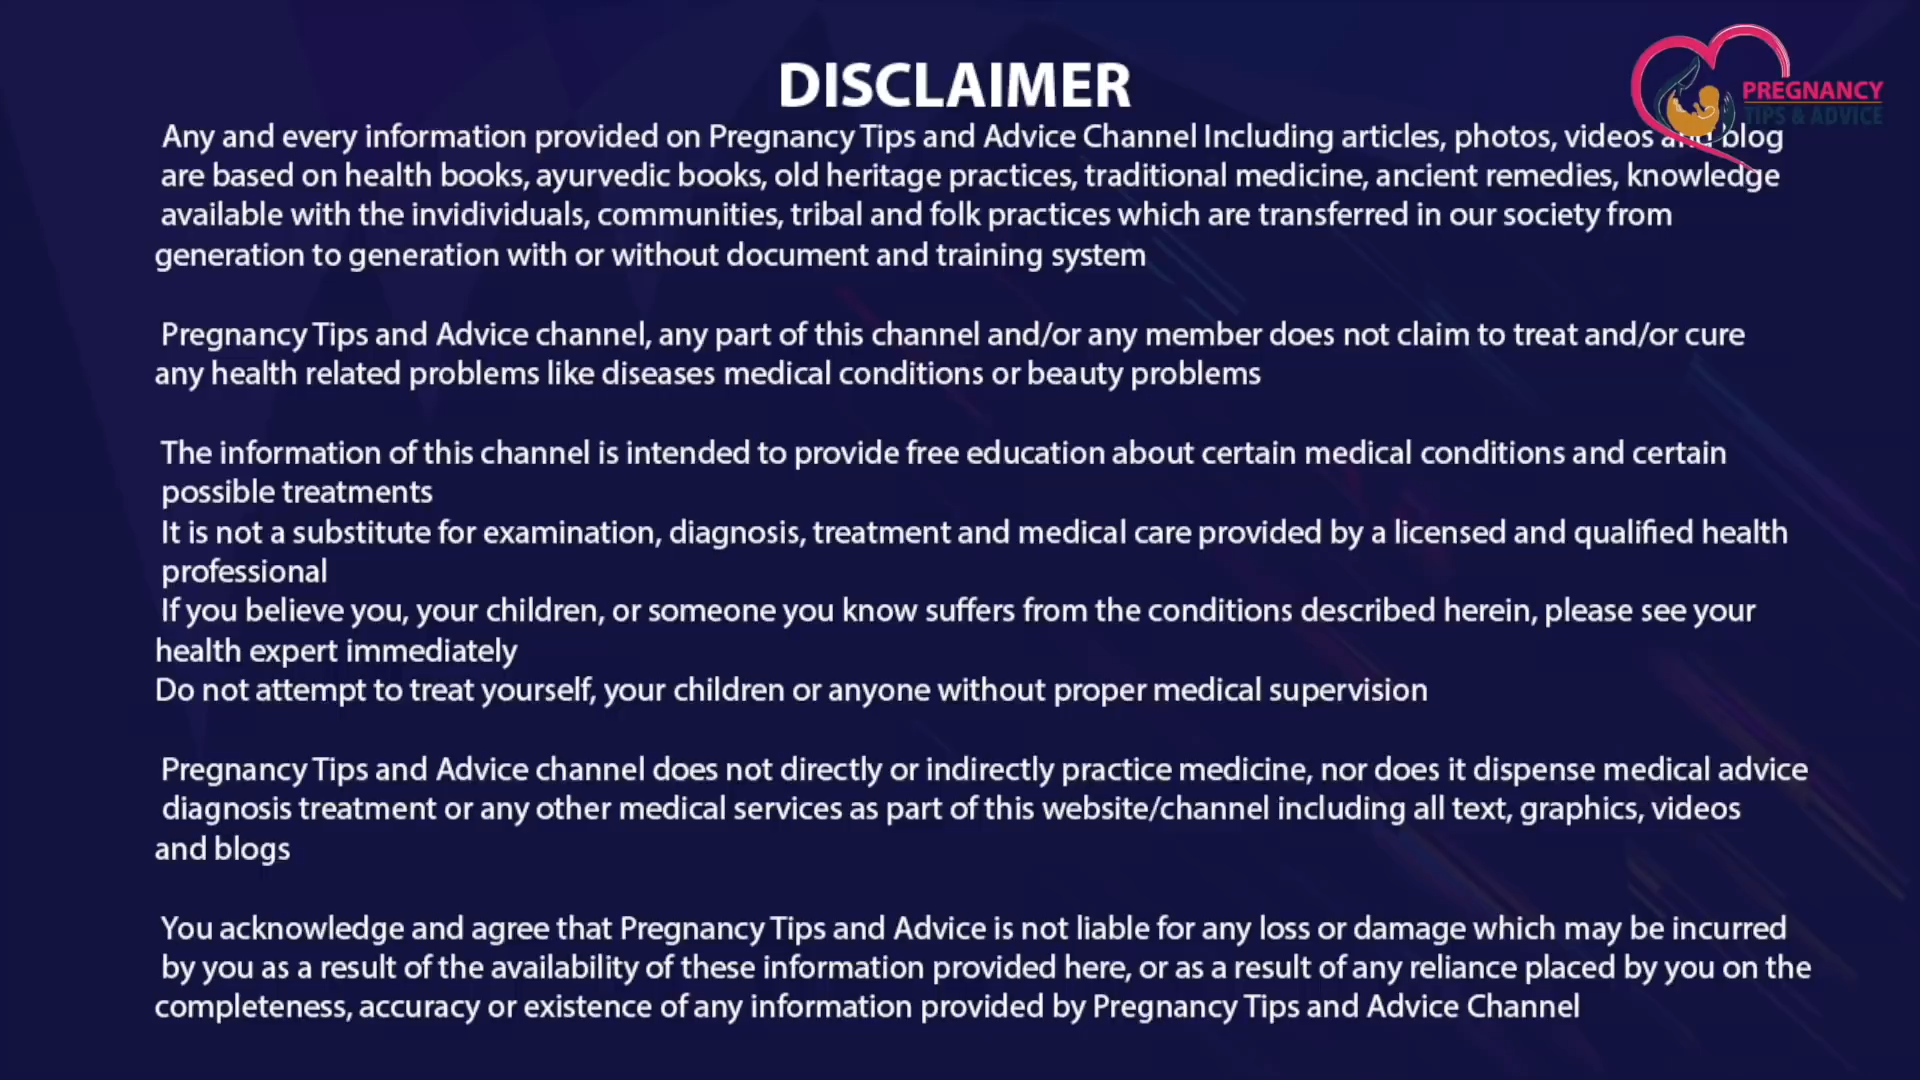 DISCLAIMER
PREGNANCY
TIPS & ADVICE
Any and every information provided on Pregnancy Tips and Advice Channel Including articles, photos, videos and blog
are based on health books, ayurvedic books, old heritage practices, traditional medicine, ancient remedies, knowledge
available with the invidividuals, communities, tribal and folk practices which are transferred in our society from
generation to generation with or without document and training system
Pregnancy Tips and Advice channel, any part of this channel and/or any member does not claim to treat and/or cure
any health related problems like diseases medical conditions or beauty problems
The information of this channel is intended to provide free education about certain medical conditions and certain
possible treatments
It is not a substitute for examination, diagnosis, treatment and medical care provided by a licensed and qualified health
professional
If you believe you, your children, or someone you know suffers from the conditions described herein, please see your
health expert immediately
Do not attempt to treat yourself, your children or anyone without proper medical supervision
Pregnancy Tips and Advice channel does not directly or indirectly practice medicine, nor does it dispense medical advice
diagnosis treatment or any other medical services as part of this website/channel including all text, graphics, videos
and blogs
You acknowledge and agree that Pregnancy Tips and Advice is not liable for any loss or damage which may be incurred
by you as a result of the availability of these information provided here, or as a result of any reliance placed by you on the
completeness, accuracy or existence of any information provided by Pregnancy Tips and Advice Channel